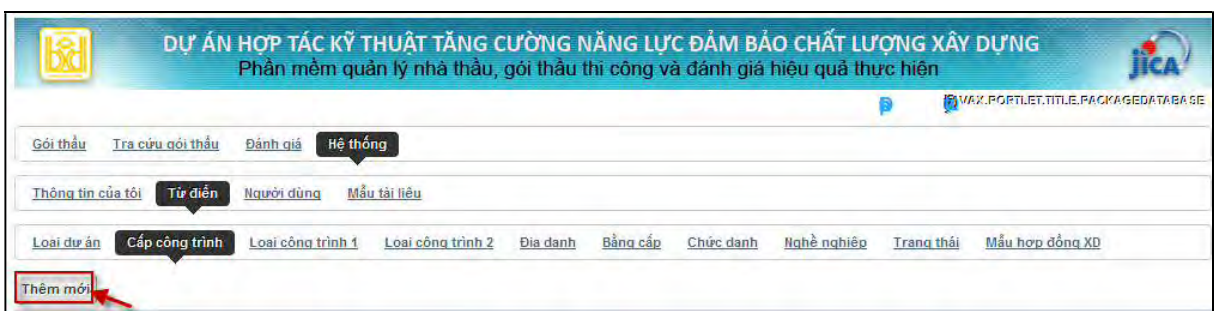 DỰ ÁN HỢP TÁC KỸ THUẬT TĂNG CƯỜNG NĂNG LỰC ĐẢM BẢO CHẤT LƯỢNG XÂY DỰNG
Phần mềm quản lý nhà thầu, gói thầu thi công và đánh giá hiệu quả thực hiện
bxd
jica
VAX.PORTLET.TITLE.PACKAGEDATABASE
Gói thầu Tra cứu gói thầu Đánh giá Hệ thống
Thông tin của tôi Từ điển Người dùng Mẫu tài liệu
Loại dự án Cấp công trình Loại công trình 1 Loại công trình 2 Địa danh Bằng cấp Chức danh Nghề nghiệp Trạng thái Mẫu hợp đồng XD
Thêm mới